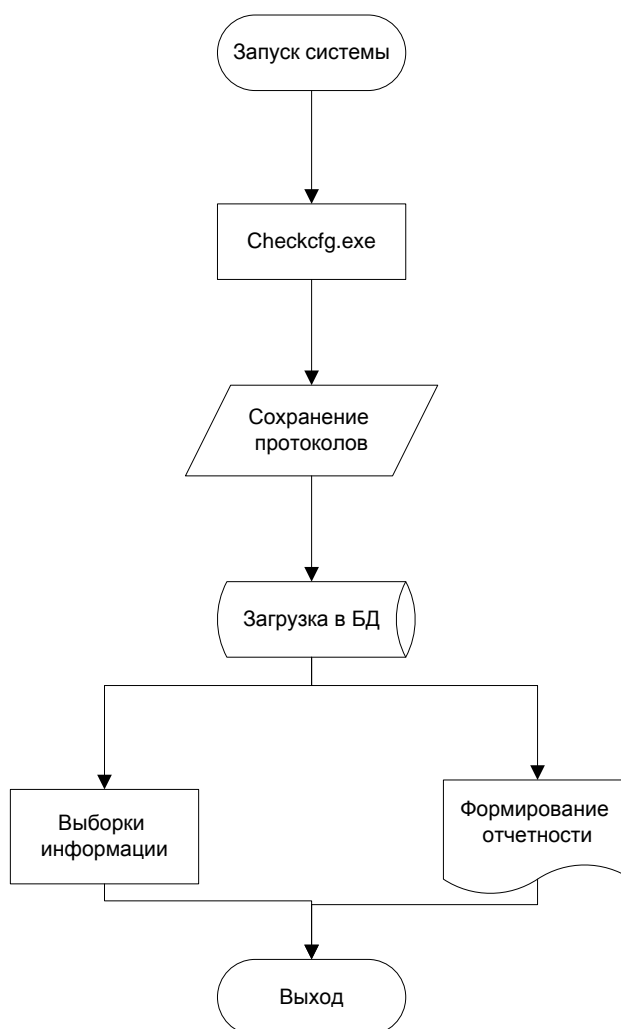 Запуск системы
Checkcfg.exe
Сохранение
протоколов
Загрузка в БД
Выборки
информации
Формирование
отчетности
Выход